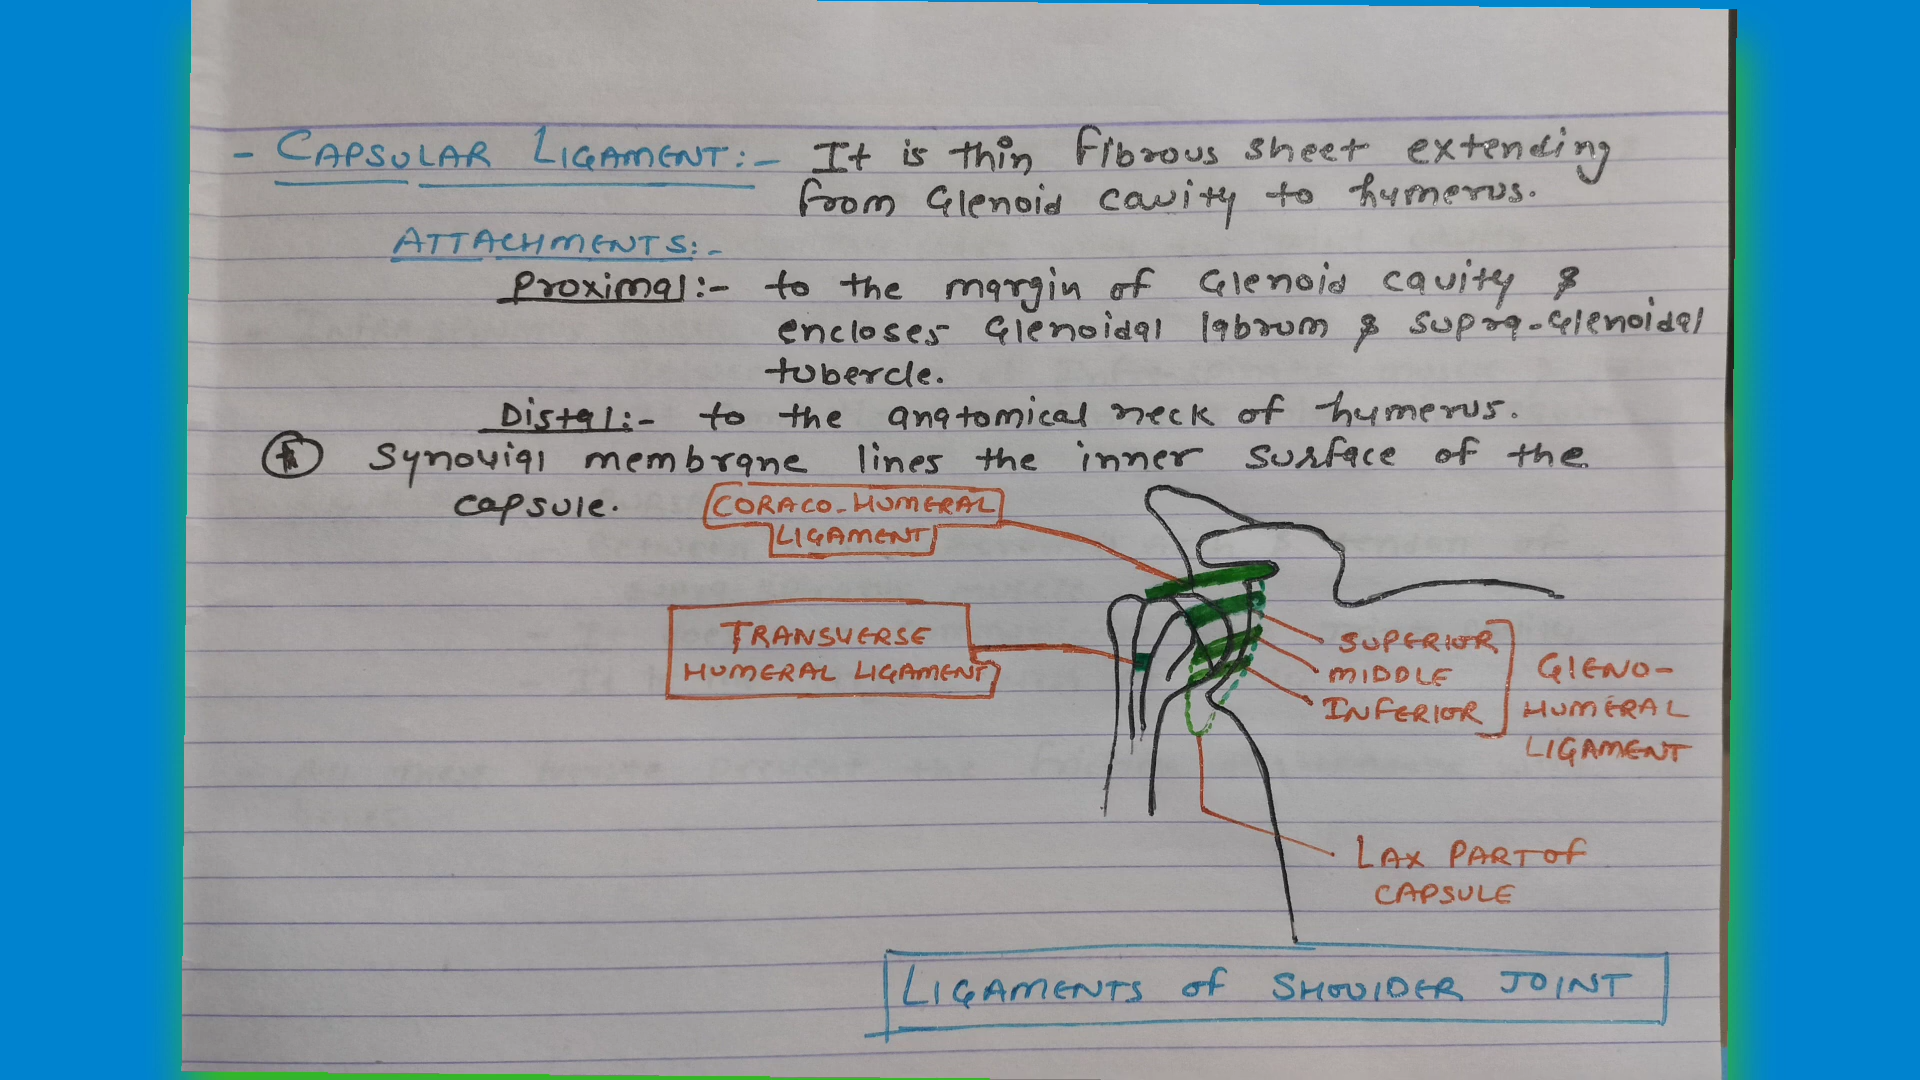 - CAPSULAR LIGAMENT:- It is thin fibrous sheet extending
from Glenoid cavity to humerus.
ATTACHMENTS:-
Proximal:- to the margin of Glenoid cavity &
encloses Glenoidal labrum & supra-Glenoidal
tubercle.
Distal:- to the anatomical neck of humerus.
Synovial membrane lines the inner surface of the
capsule.
CORACO-HUMERAL
LIGAMENT
TRANSVERSE
HUMERAL LIGAMENT
SUPERIOR
MIDDLE
INFERIOR
GLENO-
HUMERAL
LIGAMENT
LAX PART OF
CAPSULE
LIGAMENTS OF SHOULDER JOINT